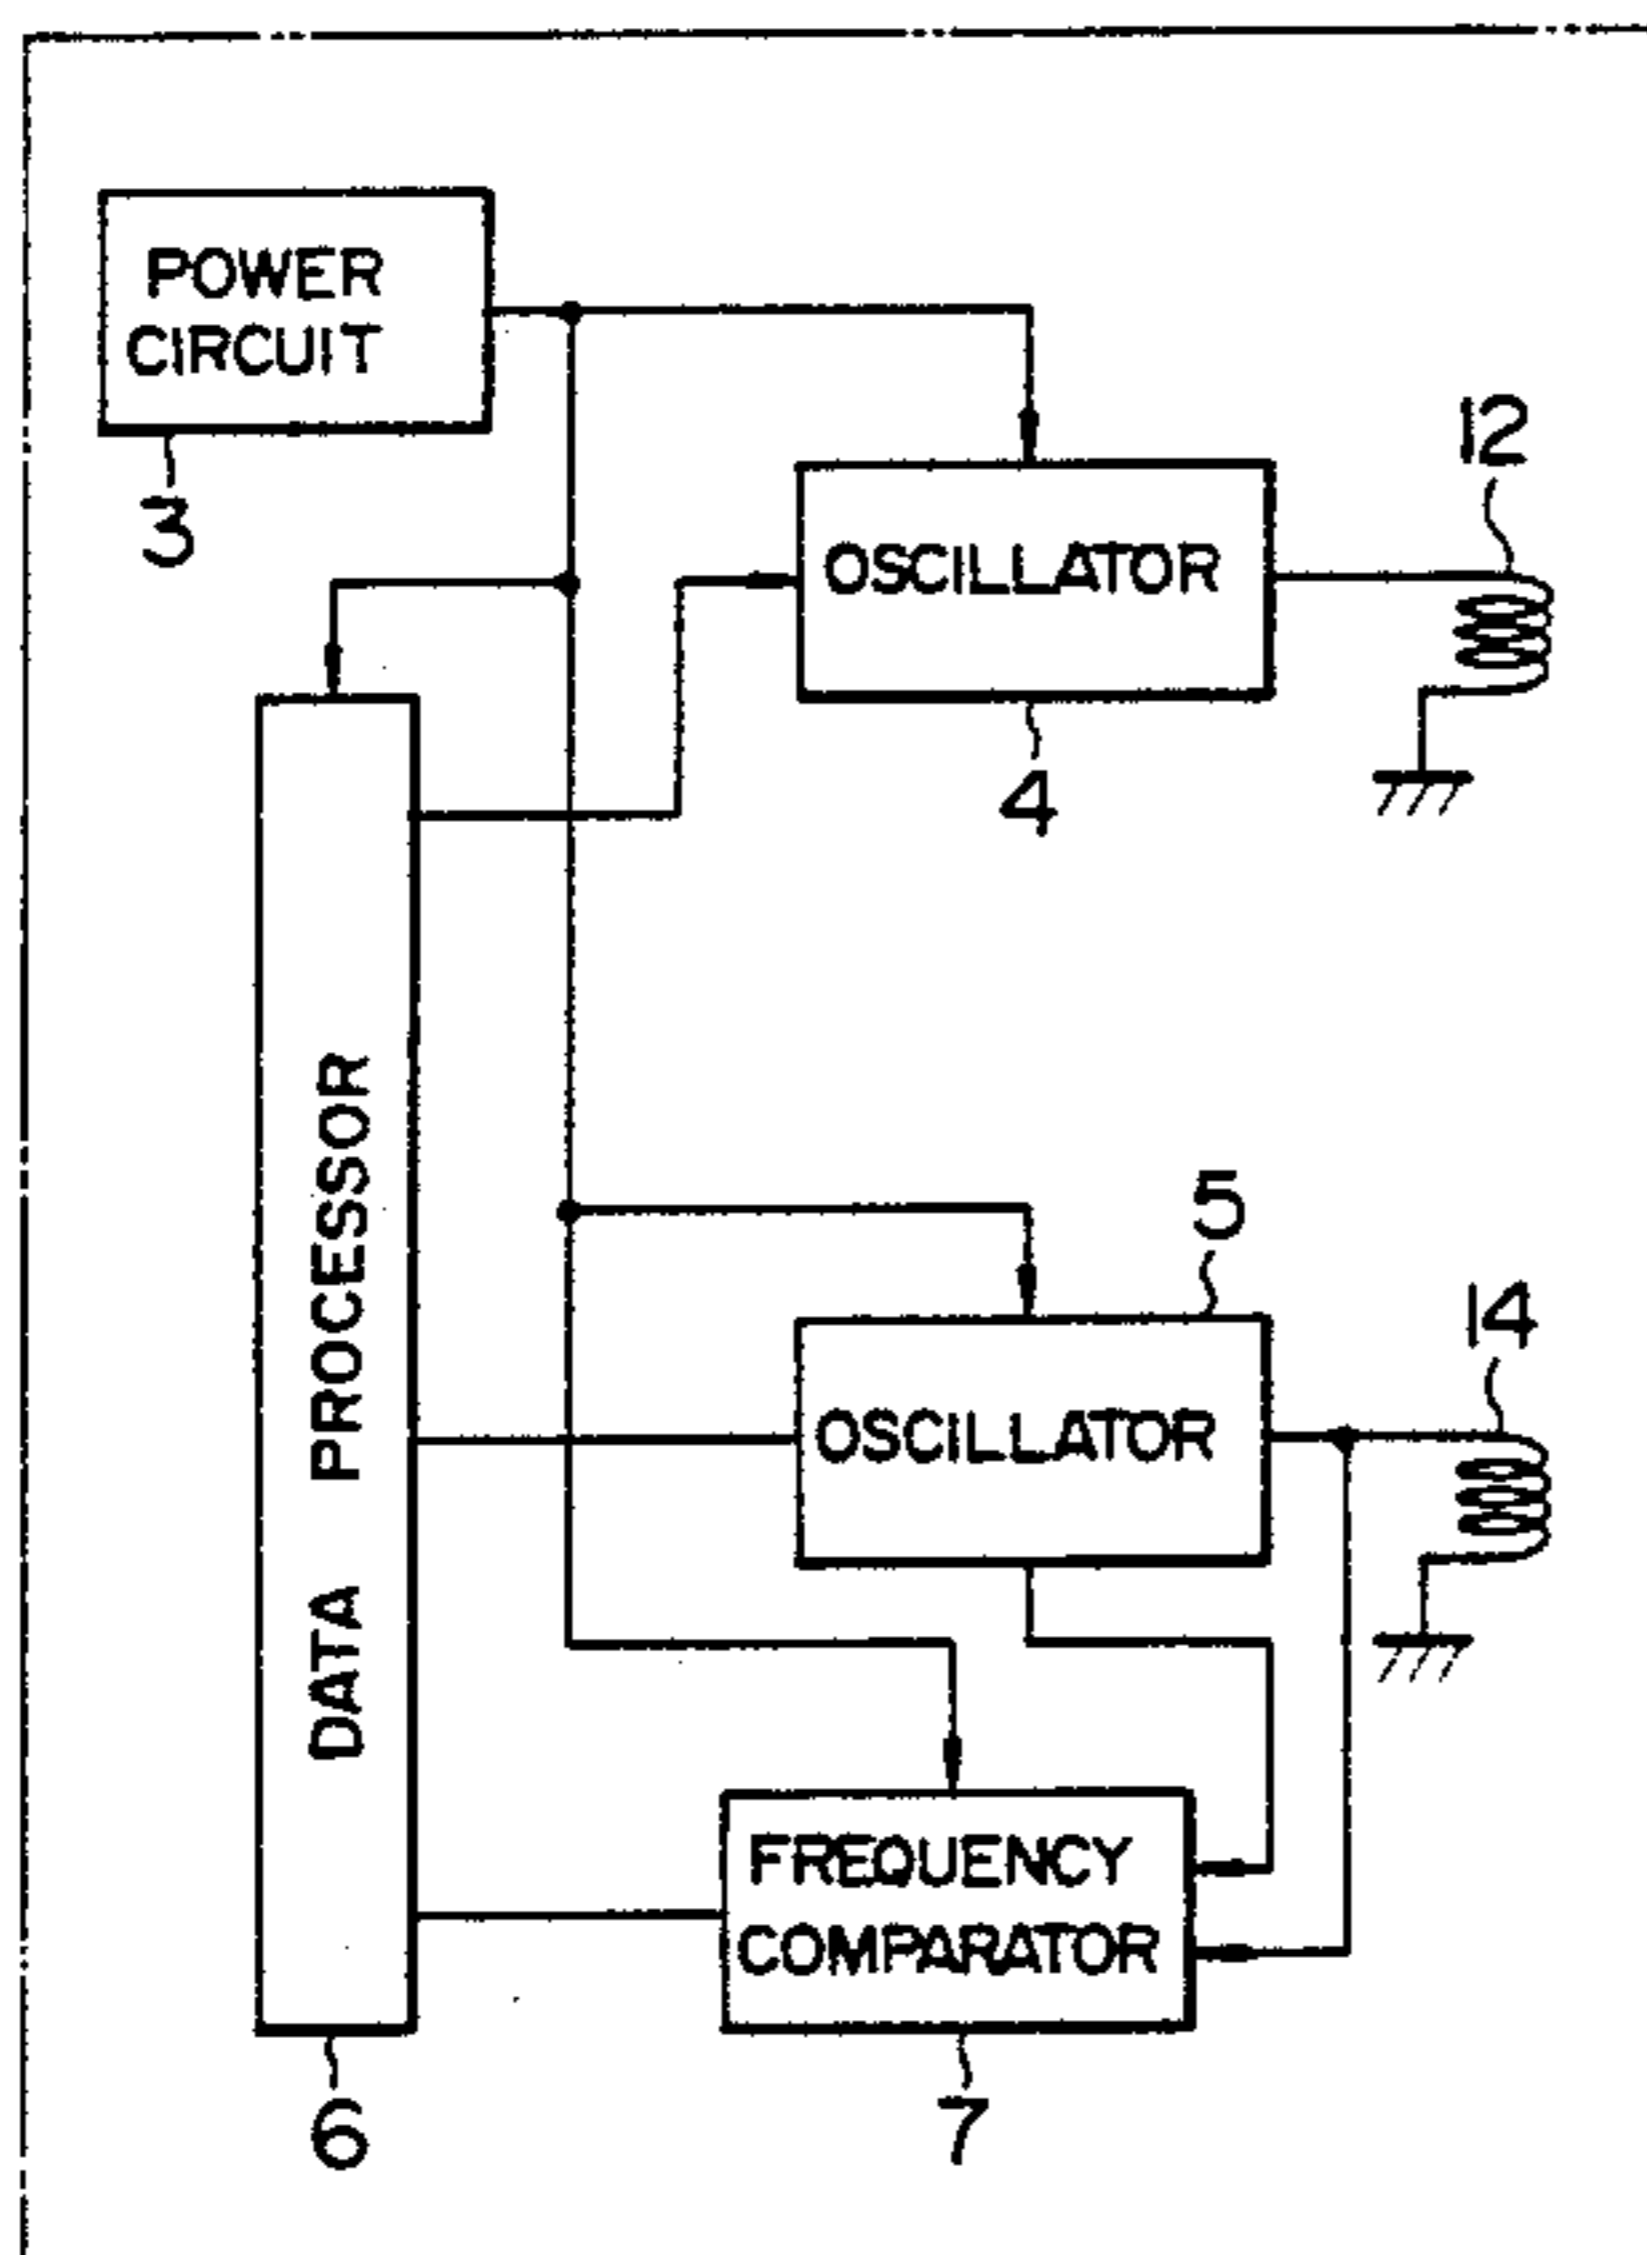 POWER
CIRCUIT
3
12
OSCILLATOR
4
DATA PROCESSOR
6
5
14
OSCILLATOR
FREQUENCY
COMPARATOR
7